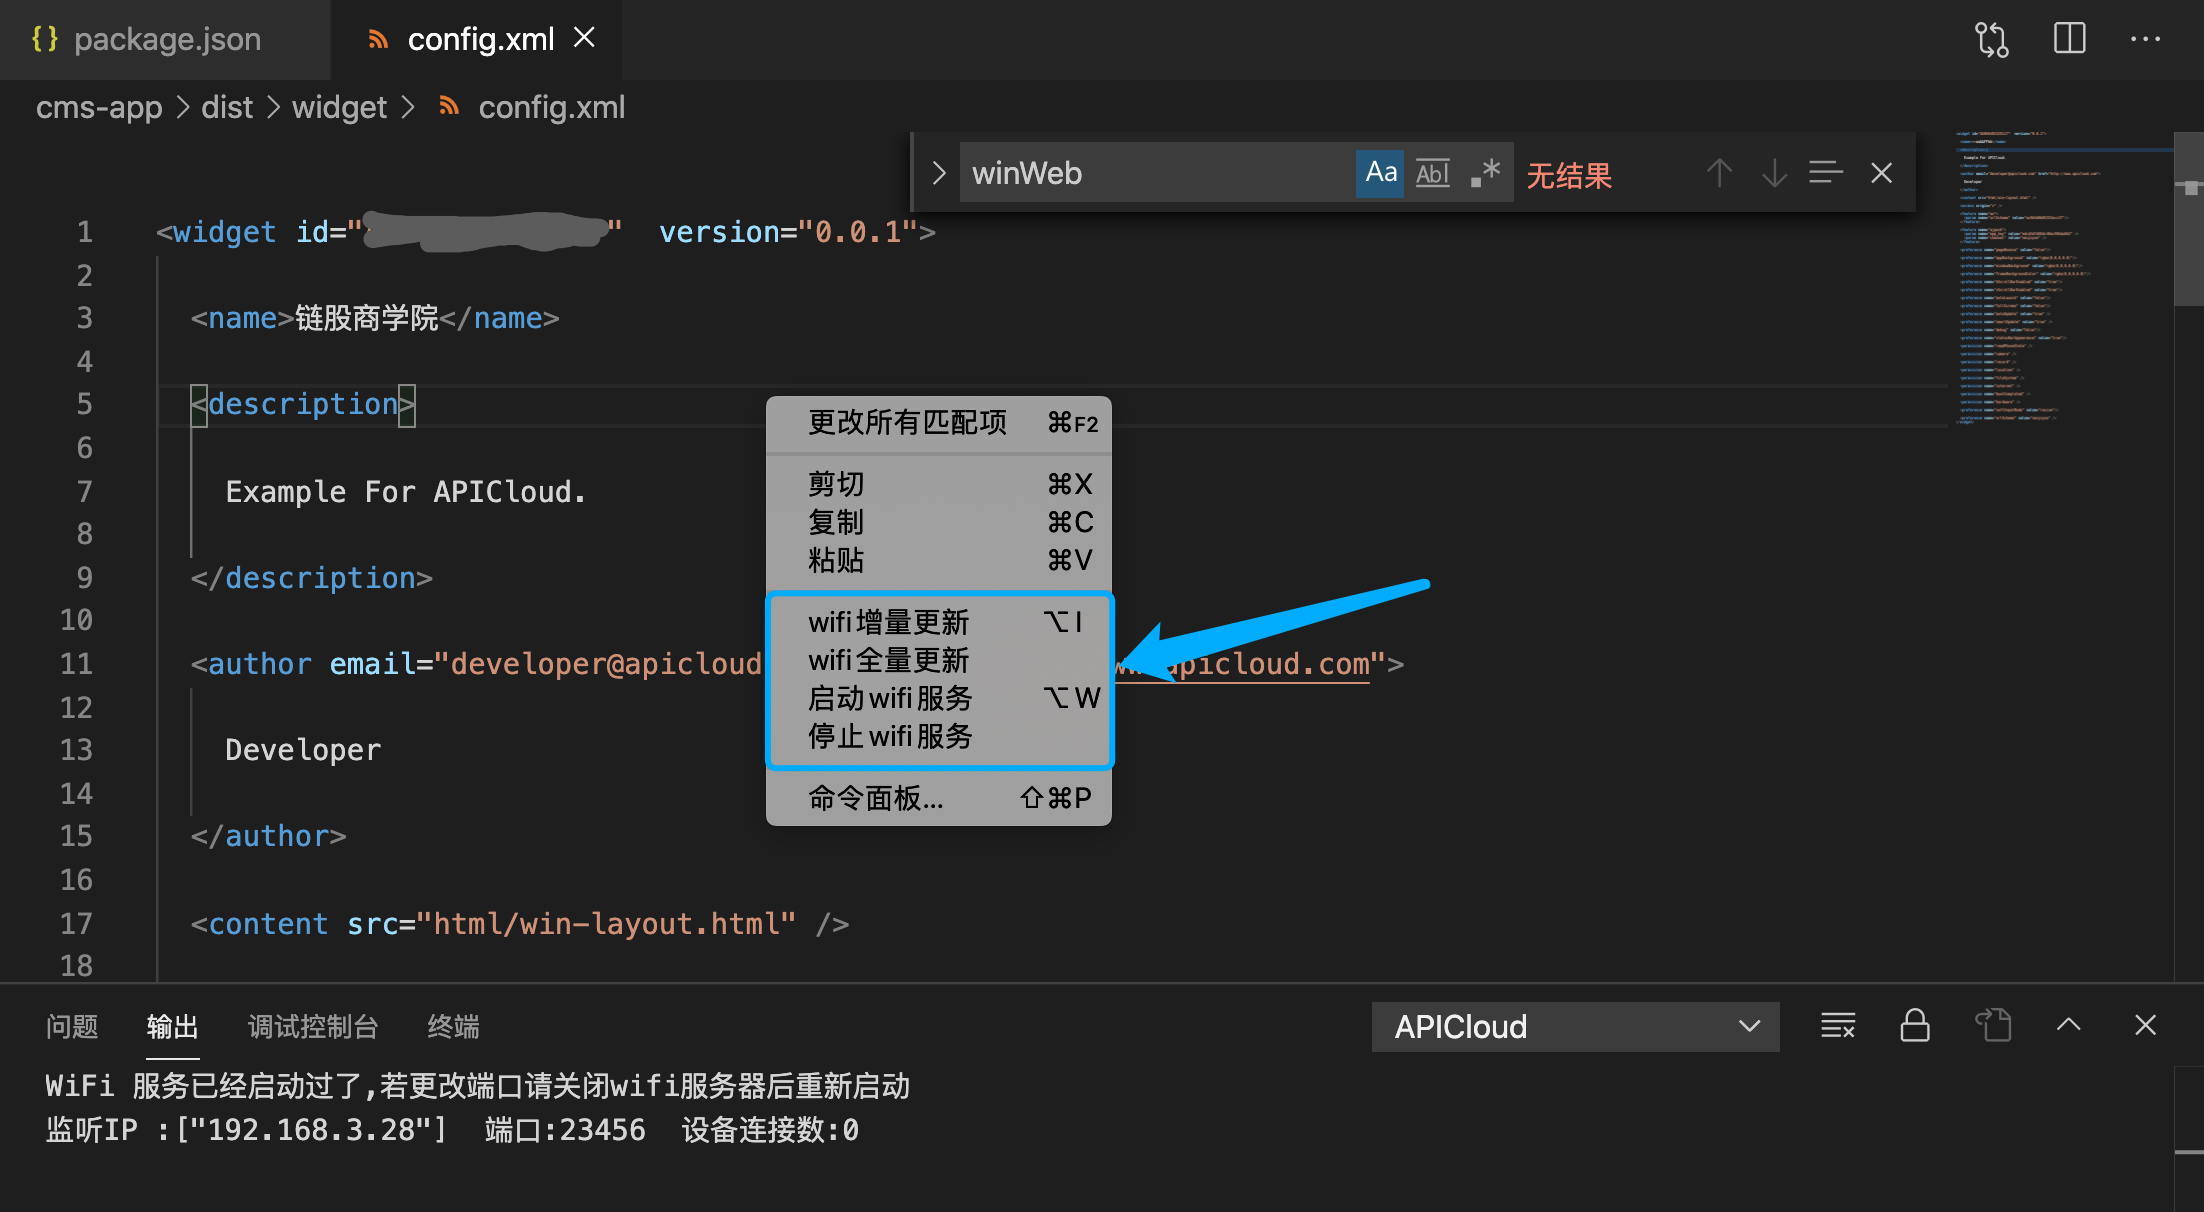 {} package.json config.xml
cms-app > dist > widget > config.xml
winWeb Aa Abl .* 无结果
1 <widget id=" " version="0.0.1">
2
3 <name>链股商学院</name>
4
5 <description>
6
7 Example For APICloud.
8
9 </description>
10
11 <author email="developer@apicloud w.apicloud.com">
12
13 Developer
14
15 </author>
16
17 <content src="html/win-layout.html" />
18
更改所有匹配项 ⌘F2
剪切 ⌘X
复制 ⌘C
粘贴 ⌘V
wifi增量更新 ⌥I
wifi全量更新
启动wifi服务 ⌥W
停止wifi服务
命令面板... ⇧⌘P
问题 输出 调试控制台 终端 APICloud
WiFi 服务已经启动过了,若更改端口请关闭wifi服务器后重新启动
监听IP :["192.168.3.28"] 端口:23456 设备连接数:0